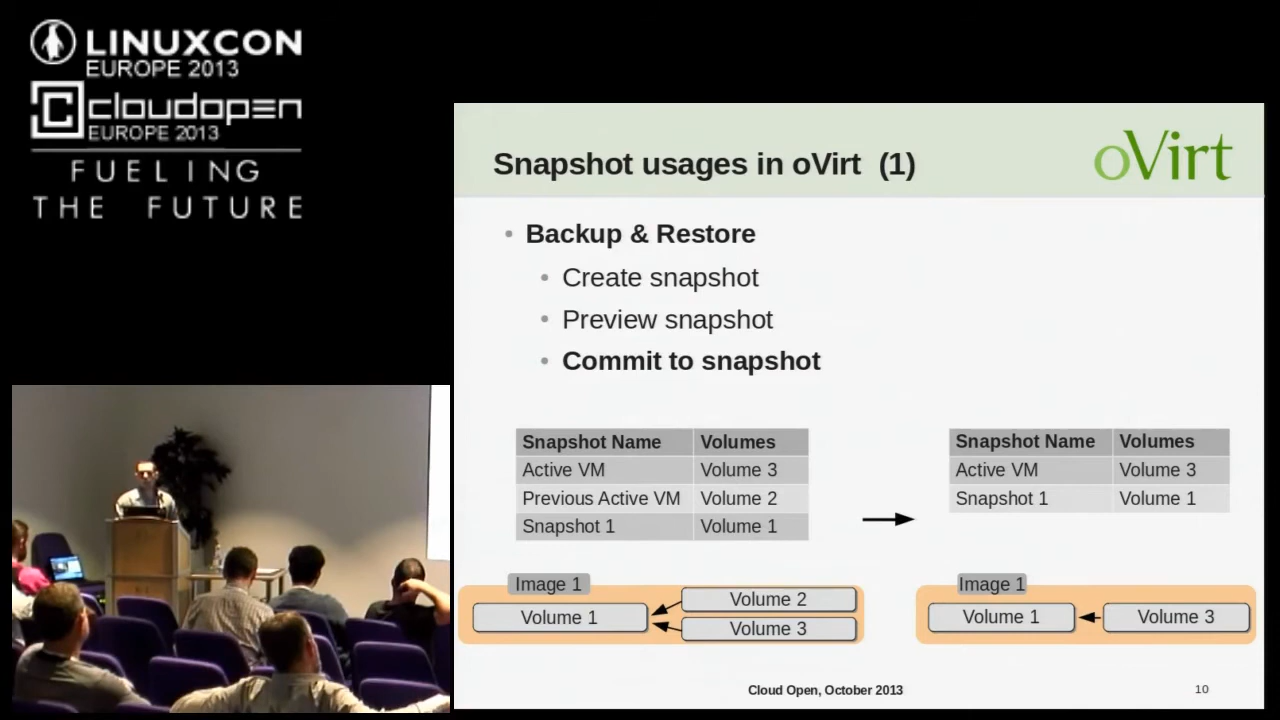 LINUXCON
EUROPE 2013
cloudopen
EUROPE 2013
FUELING
THE FUTURE
Snapshot usages in oVirt (1)
oVirt
Backup & Restore
Create snapshot
Preview snapshot
Commit to snapshot
Snapshot Name Volumes
Active VM Volume 3
Previous Active VM Volume 2
Snapshot 1 Volume 1
Snapshot Name Volumes
Active VM Volume 3
Snapshot 1 Volume 1
Image 1
Volume 1
Volume 2
Volume 3
Image 1
Volume 1
Volume 3
Cloud Open, October 2013
10